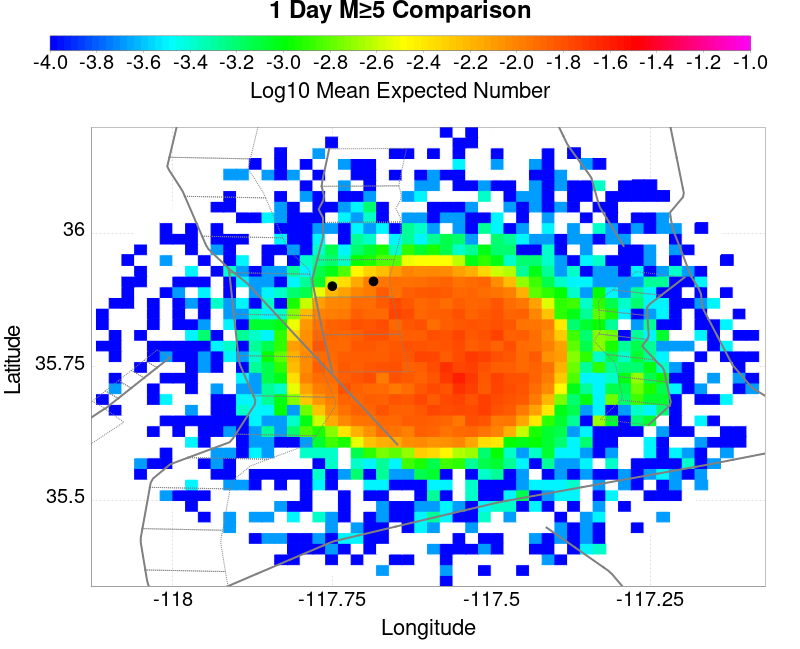 1 Day M≥5 Comparison
-4.0 -3.8 -3.6 -3.4 -3.2 -3.0 -2.8 -2.6 -2.4 -2.2 -2.0 -1.8 -1.6 -1.4 -1.2 -1.0
Log10 Mean Expected Number
36
35.75
35.5
Latitude
-118 -117.75 -117.5 -117.25
Longitude